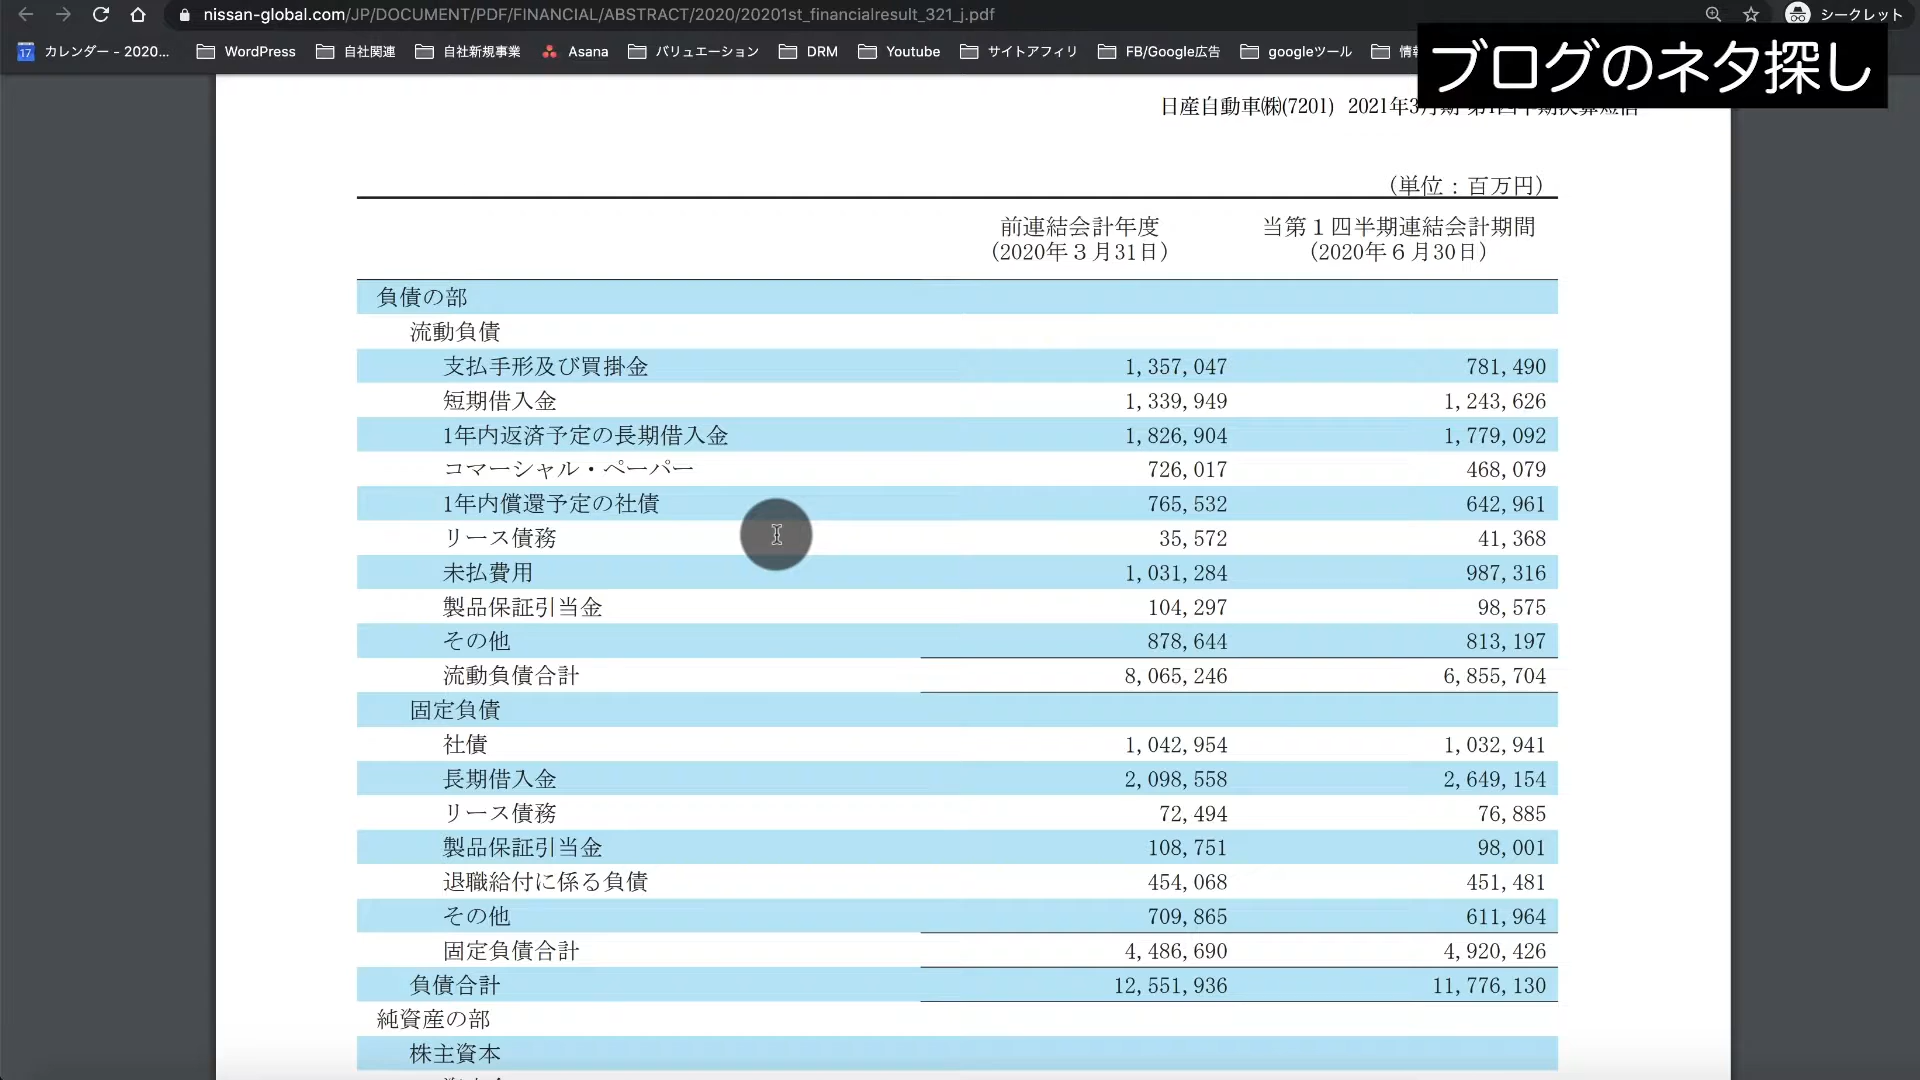 nissan-global.com/JP/DOCUMENT/PDF/FINANCIAL/ABSTRACT/2020/20201st_financialresult_321_j.pdf
シークレット
17 カレンダー - 2020... WordPress 自社関連 自社新規事業 Asana バリュエーション DRM Youtube サイトアフィリ FB/Google広告 googleツール
ブログのネタ探し
日産自動車㈱(7201) 2021年3月期 第1四半期決算短信
(単位：百万円)
前連結会計年度 当第１四半期連結会計期間
(2020年３月31日) (2020年６月30日)
負債の部
流動負債
支払手形及び買掛金 1,357,047 781,490
短期借入金 1,339,949 1,243,626
1年内返済予定の長期借入金 1,826,904 1,779,092
コマーシャル・ペーパー 726,017 468,079
1年内償還予定の社債 765,532 642,961
リース債務 35,572 41,368
未払費用 1,031,284 987,316
製品保証引当金 104,297 98,575
その他 878,644 813,197
流動負債合計 8,065,246 6,855,704
固定負債
社債 1,042,954 1,032,941
長期借入金 2,098,558 2,649,154
リース債務 72,494 76,885
製品保証引当金 108,751 98,001
退職給付に係る負債 454,068 451,481
その他 709,865 611,964
固定負債合計 4,486,690 4,920,426
負債合計 12,551,936 11,776,130
純資産の部
株主資本